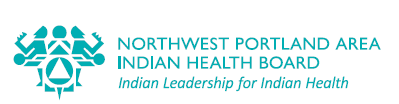 NORTHWEST PORTLAND AREA
INDIAN HEALTH BOARD
Indian Leadership for Indian Health